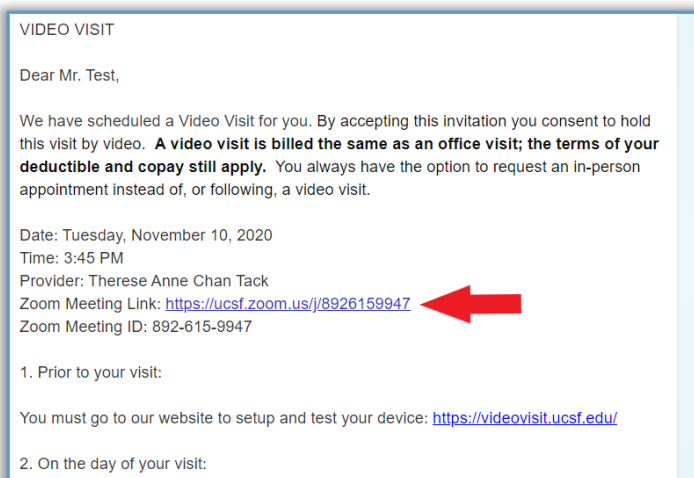 VIDEO VISIT
Dear Mr. Test,
We have scheduled a Video Visit for you. By accepting this invitation you consent to hold
this visit by video.  A video visit is billed the same as an office visit; the terms of your
deductible and copay still apply.  You always have the option to request an in-person
appointment instead of, or following, a video visit.
Date: Tuesday, November 10, 2020
Time: 3:45 PM
Provider: Therese Anne Chan Tack
Zoom Meeting Link: https://ucsf.zoom.us/j/8926159947
Zoom Meeting ID: 892-615-9947
1. Prior to your visit:
You must go to our website to setup and test your device: https://videovisit.ucsf.edu/
2. On the day of your visit: